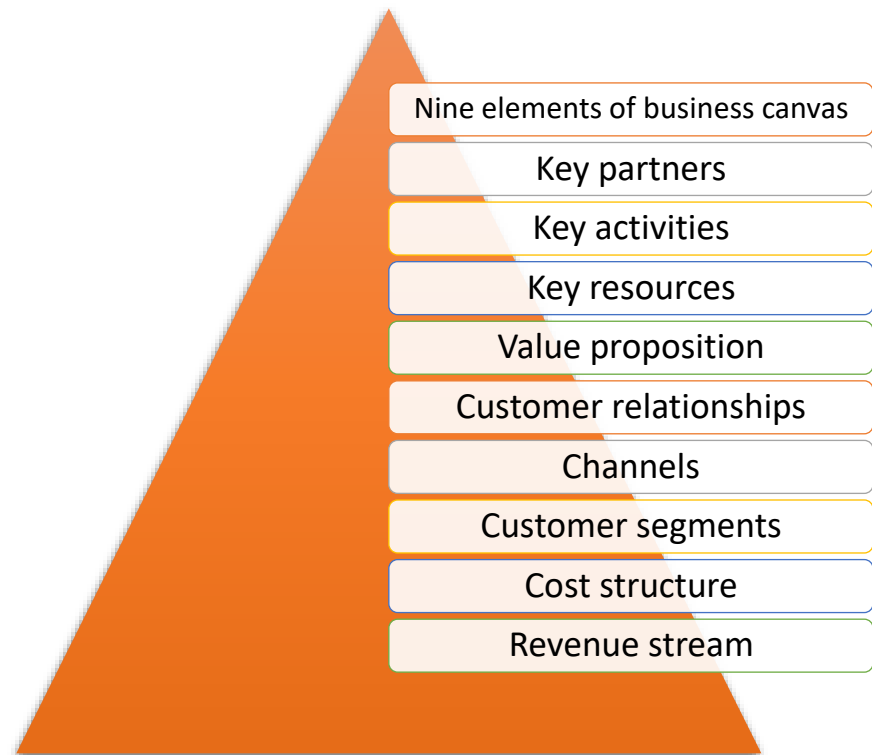 Nine elements of business canvas
Key partners
Key activities
Key resources
Value proposition
Customer relationships
Channels
Customer segments
Cost structure
Revenue stream